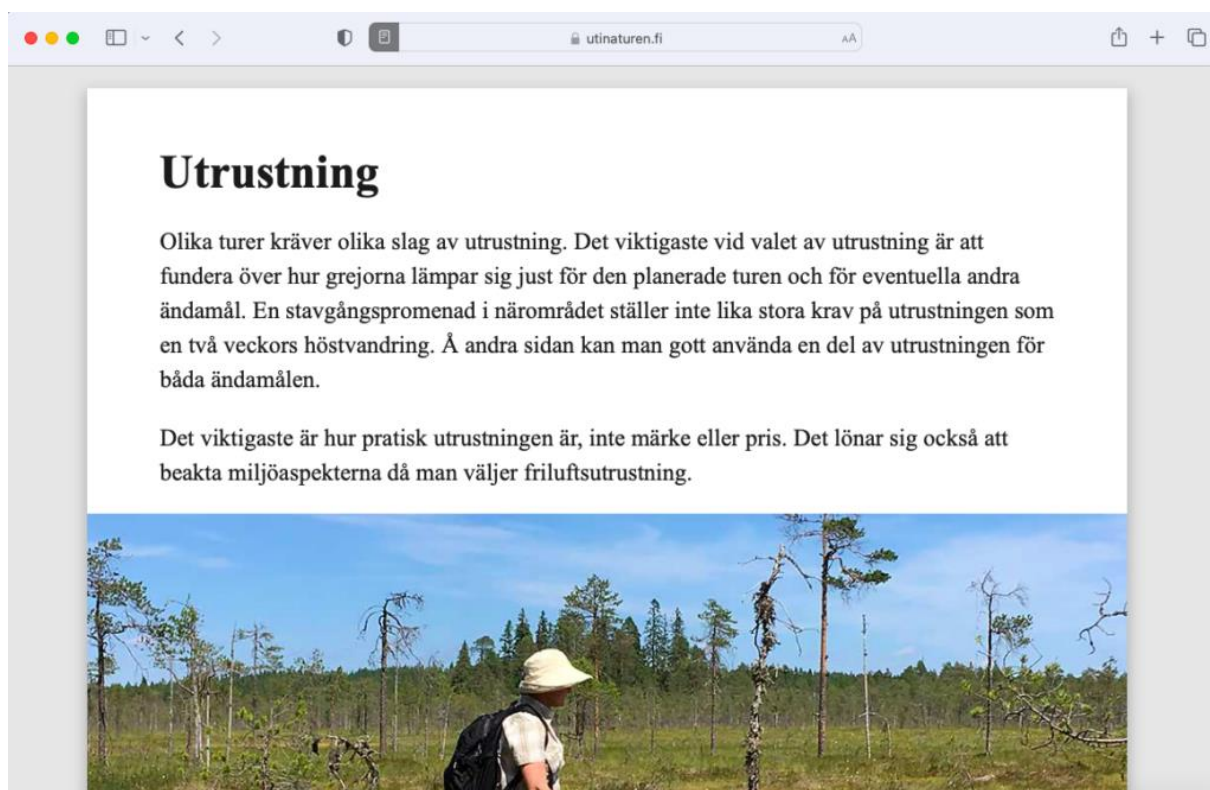 utinaturen.fi
AA
Utrustning
Olika turer kräver olika slag av utrustning. Det viktigaste vid valet av utrustning är att
fundera över hur grejorna lämpar sig just för den planerade turen och för eventuella andra
ändamål. En stavgångspromenad i närområdet ställer inte lika stora krav på utrustningen som
en två veckors höstvandring. Å andra sidan kan man gott använda en del av utrustningen för
båda ändamålen.
Det viktigaste är hur pratisk utrustningen är, inte märke eller pris. Det lönar sig också att
beakta miljöaspekterna då man väljer friluftsutrustning.